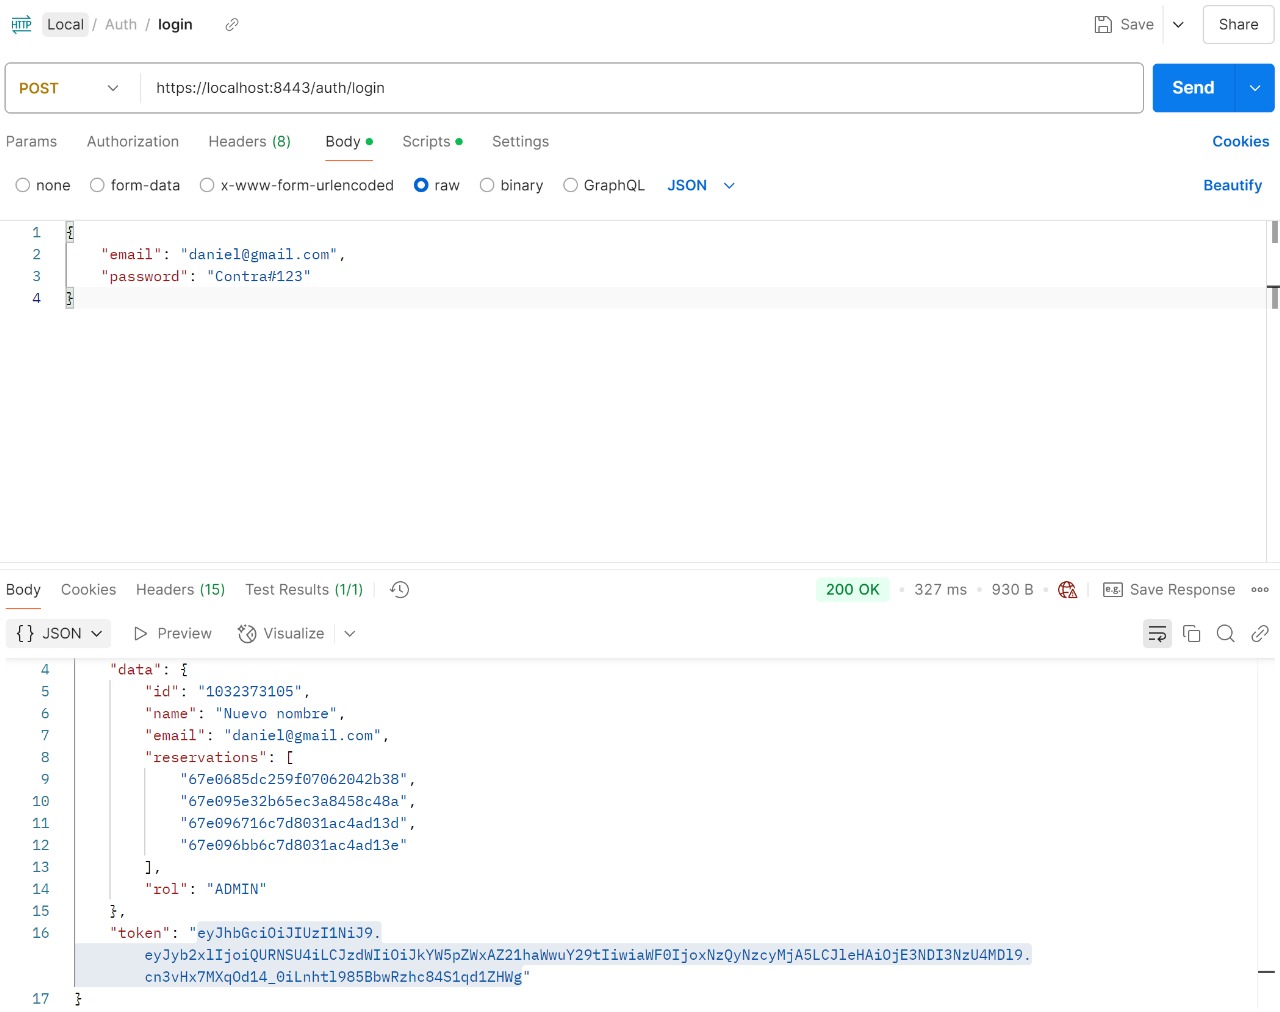 HTTP Local / Auth / login Save Share
POST https://localhost:8443/auth/login Send
Params Authorization Headers (8) Body Scripts Settings Cookies
none form-data x-www-form-urlencoded raw binary GraphQL JSON Beautify
1 {
2 "email": "daniel@gmail.com",
3 "password": "Contra#123"
4 }
Body Cookies Headers (15) Test Results (1/1) 200 OK • 327 ms • 930 B • e.g. Save Response
{} JSON Preview Visualize
4 "data": {
5 "id": "1032373105",
6 "name": "Nuevo nombre",
7 "email": "daniel@gmail.com",
8 "reservations": [
9 "67e0685dc259f07062042b38",
10 "67e095e32b65ec3a8458c48a",
11 "67e096716c7d8031ac4ad13d",
12 "67e096bb6c7d8031ac4ad13e"
13 ],
14 "rol": "ADMIN"
15 },
16 "token": "eyJhbGciOiJIUzI1NiJ9.
eyJyb2xlIjoiQURNSU4iLCJzdWIiOiJkYW5pZWxAZ21haWwuY29tIiwiaWF0IjoxNzQyNzcyMjA5LCJleHAiOjE3NDI3NzU4MDl9.
cn3vHx7MXqOd14_0iLnhtl985BbwRzhc84S1qd1ZHWg"
17 }